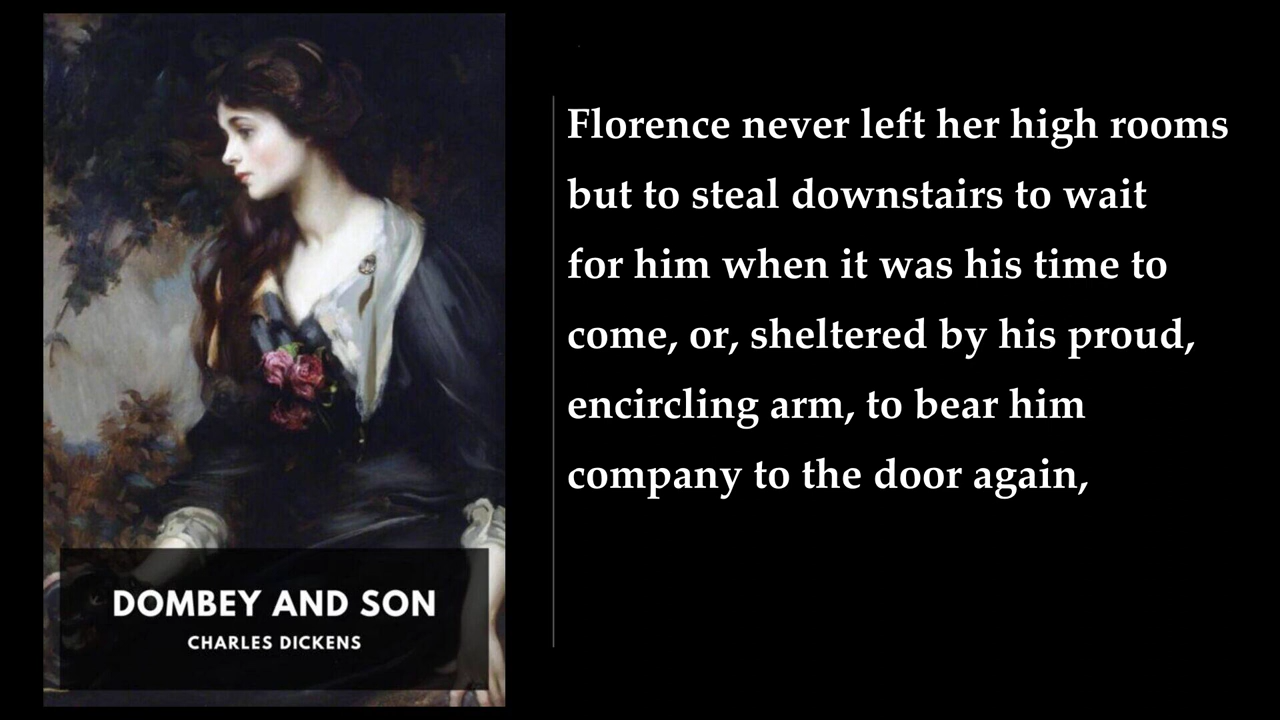 Florence never left her high rooms
but to steal downstairs to wait
for him when it was his time to
come, or, sheltered by his proud,
encircling arm, to bear him
company to the door again,
DOMBEY AND SON
CHARLES DICKENS